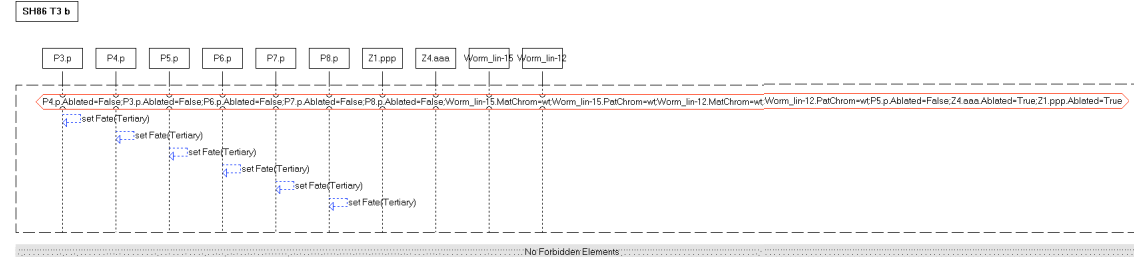 SH86 T3 b
P3.p P4.p P5.p P6.p P7.p P8.p Z1.ppp Z4.aaa Worm_lin-15 Worm_lin-12
P4.p.Ablated=False;P3.p.Ablated=False;P6.p.Ablated=False;P7.p.Ablated=False;P8.p.Ablated=False;Worm_lin-15.MatChrom=wt;Worm_lin-15.PatChrom=wt;Worm_lin-12.MatChrom=wt;Worm_lin-12.PatChrom=wt;P5.p.Ablated=False;Z4.aaa.Ablated=True;Z1.ppp.Ablated=True
set Fate(Tertiary)
set Fate(Tertiary)
set Fate(Tertiary)
set Fate(Tertiary)
set Fate(Tertiary)
set Fate(Tertiary)
No Forbidden Elements